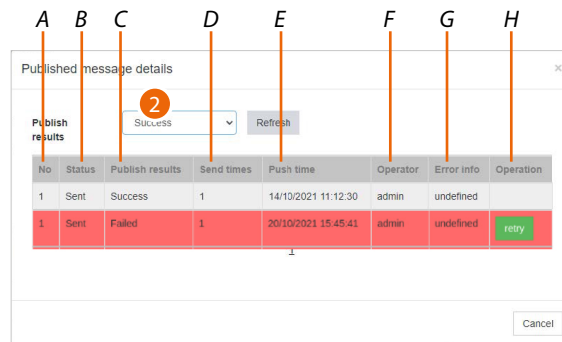 A B C D E F G H
Published message details ×
Publish results
2
Success
Refresh
No Status Publish results Send times Push time Operator Error info Operation
1 Sent Success 1 14/10/2021 11:12:30 admin undefined
1 Sent Failed 1 20/10/2021 15:45:41 admin undefined retry
1
Cancel